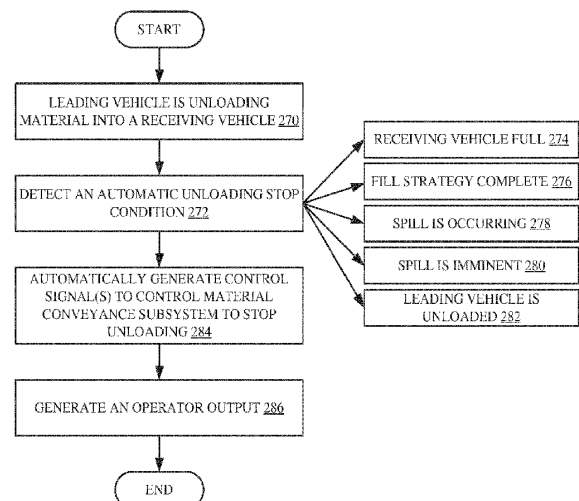 START
LEADING VEHICLE IS UNLOADING
MATERIAL INTO A RECEIVING VEHICLE 270
DETECT AN AUTOMATIC UNLOADING STOP
CONDITION 272
RECEIVING VEHICLE FULL 274
FILL STRATEGY COMPLETE 276
SPILL IS OCCURRING 278
SPILL IS IMMINENT 280
LEADING VEHICLE IS
UNLOADED 282
AUTOMATICALLY GENERATE CONTROL
SIGNAL(S) TO CONTROL MATERIAL
CONVEYANCE SUBSYSTEM TO STOP
UNLOADING 284
GENERATE AN OPERATOR OUTPUT 286
END